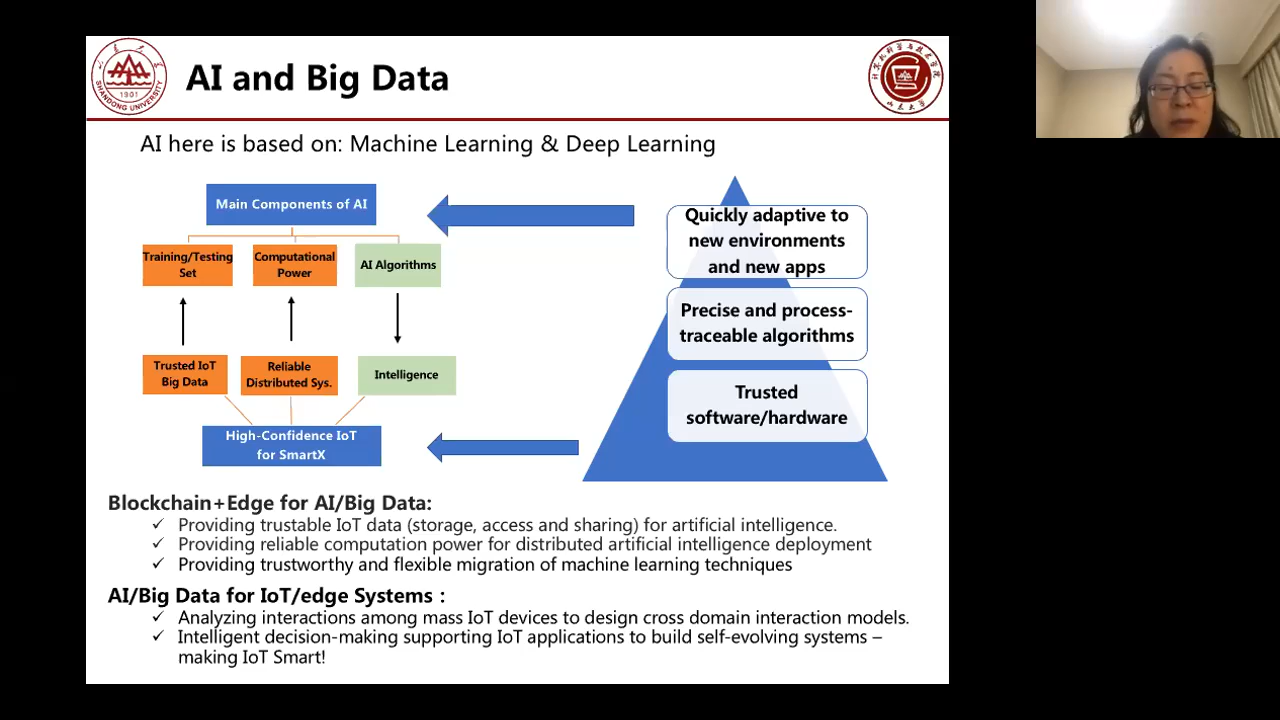 AI and Big Data
SHANDONG UNIVERSITY
1901
AI here is based on: Machine Learning & Deep Learning
Main Components of AI
Training/Testing
Set
Computational
Power
AI Algorithms
Trusted IoT
Big Data
Reliable
Distributed Sys.
Intelligence
High-Confidence IoT
for SmartX
Quickly adaptive to
new environments
and new apps
Precise and process-
traceable algorithms
Trusted
software/hardware
Blockchain+Edge for AI/Big Data:
✓ Providing trustable IoT data (storage, access and sharing) for artificial intelligence.
✓ Providing reliable computation power for distributed artificial intelligence deployment
✓ Providing trustworthy and flexible migration of machine learning techniques
AI/Big Data for IoT/edge Systems：
✓ Analyzing interactions among mass IoT devices to design cross domain interaction models.
✓ Intelligent decision-making supporting IoT applications to build self-evolving systems –
making IoT Smart!